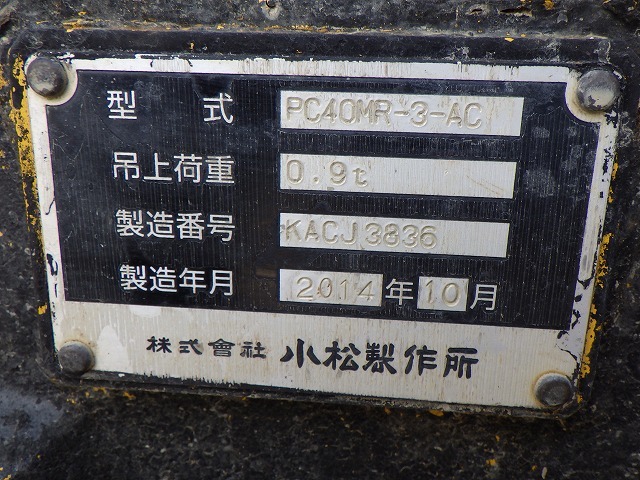 型 式 PC40MR-3-AC
吊上荷重 0.9t
製造番号 KACJ3836
製造年月 2014年10月
株式會社 小松製作所